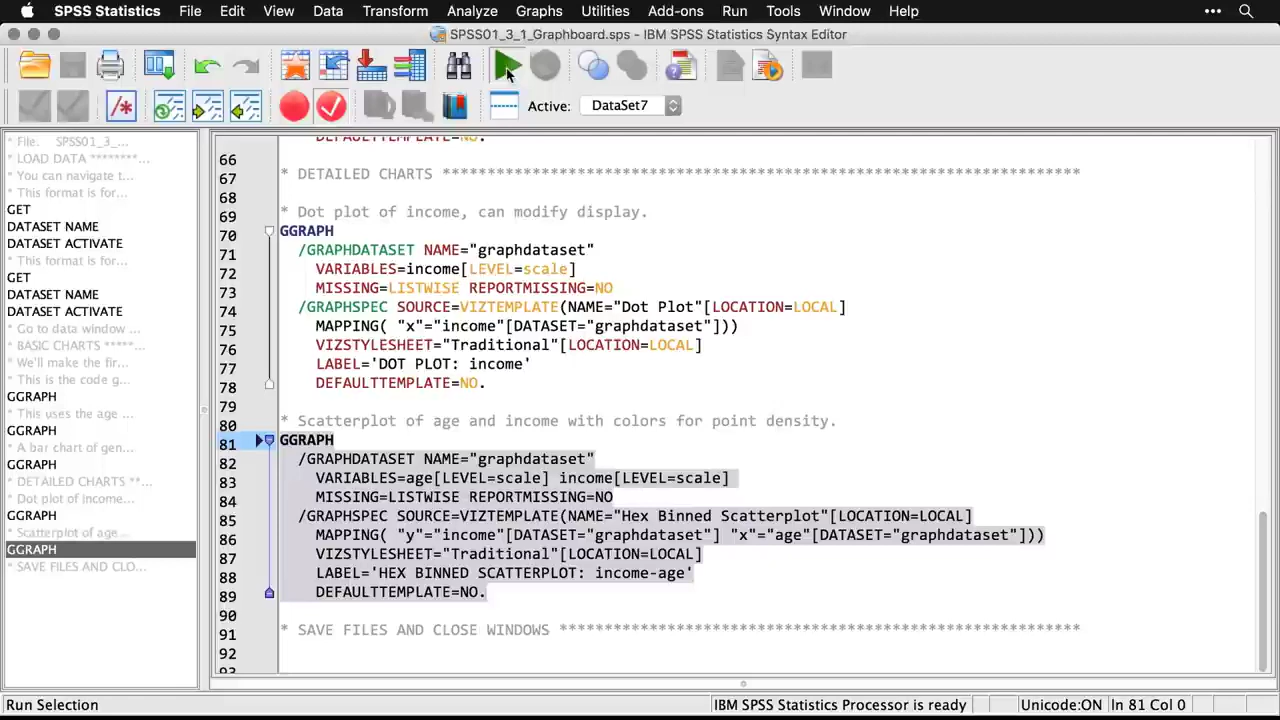 SPSS Statistics File Edit View Data Transform Analyze Graphs Utilities Add-ons Run Tools Window Help
SPSS01_3_1_Graphboard.sps - IBM SPSS Statistics Syntax Editor
Active: DataSet7
* File: SPSS01_3_...
* LOAD DATA ********...
* You can navigate t...
* This format is for...
GET
DATASET NAME
DATASET ACTIVATE
* This format is for...
GET
DATASET NAME
DATASET ACTIVATE
* Go to data window ...
* BASIC CHARTS *****...
* We'll make the fir...
* This is the code g...
GGRAPH
* This uses the age ...
GGRAPH
* A bar chart of gen...
GGRAPH
* DETAILED CHARTS **...
* Dot plot of income...
GGRAPH
* Scatterplot of age...
GGRAPH
* SAVE FILES AND CLO...
DEFAULTTEMPLATE=NO.
66
67 * DETAILED CHARTS ***********************************************************************
68
69 * Dot plot of income, can modify display.
70 GGRAPH
71 /GRAPHDATASET NAME="graphdataset"
72 VARIABLES=income[LEVEL=scale]
73 MISSING=LISTWISE REPORTMISSING=NO
74 /GRAPHSPEC SOURCE=VIZTEMPLATE(NAME="Dot Plot"[LOCATION=LOCAL]
75 MAPPING( "x"="income"[DATASET="graphdataset"]))
76 VIZSTYLESHEET="Traditional"[LOCATION=LOCAL]
77 LABEL='DOT PLOT: income'
78 DEFAULTTEMPLATE=NO.
79
80 * Scatterplot of age and income with colors for point density.
81 GGRAPH
82 /GRAPHDATASET NAME="graphdataset"
83 VARIABLES=age[LEVEL=scale] income[LEVEL=scale]
84 MISSING=LISTWISE REPORTMISSING=NO
85 /GRAPHSPEC SOURCE=VIZTEMPLATE(NAME="Hex Binned Scatterplot"[LOCATION=LOCAL]
86 MAPPING( "y"="income"[DATASET="graphdataset"] "x"="age"[DATASET="graphdataset"]))
87 VIZSTYLESHEET="Traditional"[LOCATION=LOCAL]
88 LABEL='HEX BINNED SCATTERPLOT: income-age'
89 DEFAULTTEMPLATE=NO.
90
91 * SAVE FILES AND CLOSE WINDOWS **********************************************************
92
93
Run Selection IBM SPSS Statistics Processor is ready Unicode:ON In 81 Col 0